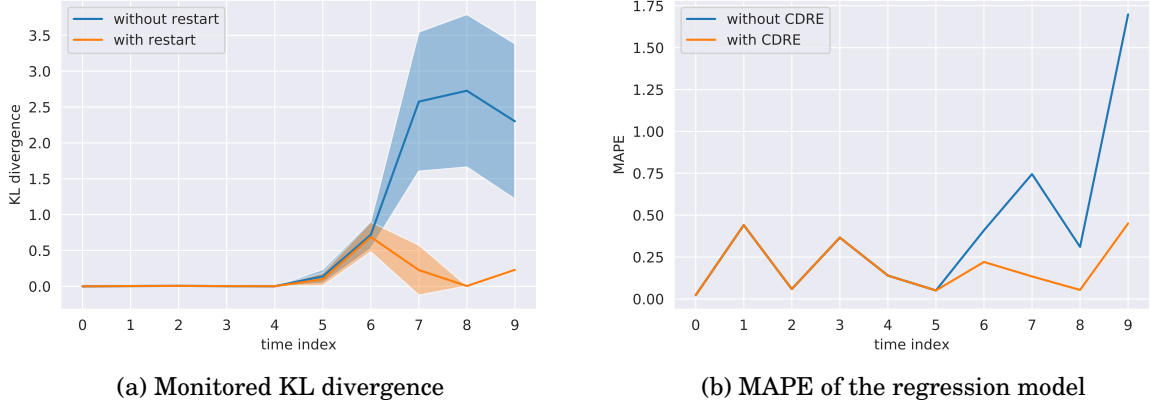 without restart
with restart
KL divergence
3.5
3.0
2.5
2.0
1.5
1.0
0.5
0.0
0 1 2 3 4 5 6 7 8 9
time index
(a) Monitored KL divergence
without CDRE
with CDRE
MAPE
1.75
1.50
1.25
1.00
0.75
0.50
0.25
0.00
0 1 2 3 4 5 6 7 8 9
time index
(b) MAPE of the regression model